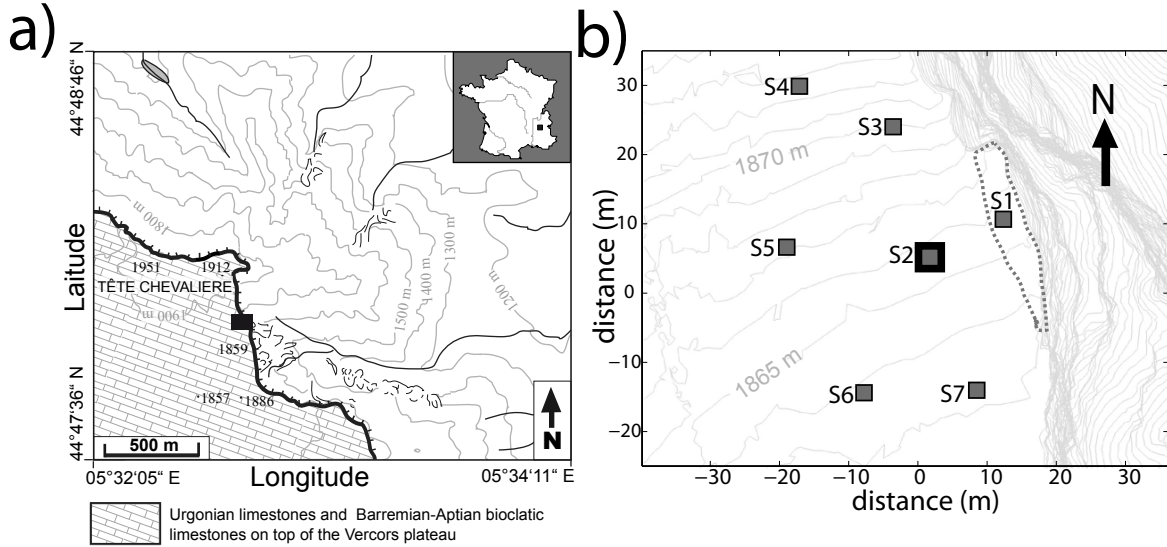 a)
44°48'46" N
1800 m
1951
1912
TÊTE CHEVALIERE
1900 m
1859
1857
1886
1500 m
1400 m
1300 m
1200 m
Laitude
44°47'36" N
500 m
N
05°32'05" E
Longitude
05°34'11" E
Urgonian limestones and Barremian-Aptian bioclatic
limestones on top of the Vercors plateau
b)
30
20
10
0
−10
−20
distance (m)
S4
S3
1870 m
N
S1
S5
S2
1865 m
S6
S7
−30
−20
−10
0
10
20
30
distance (m)